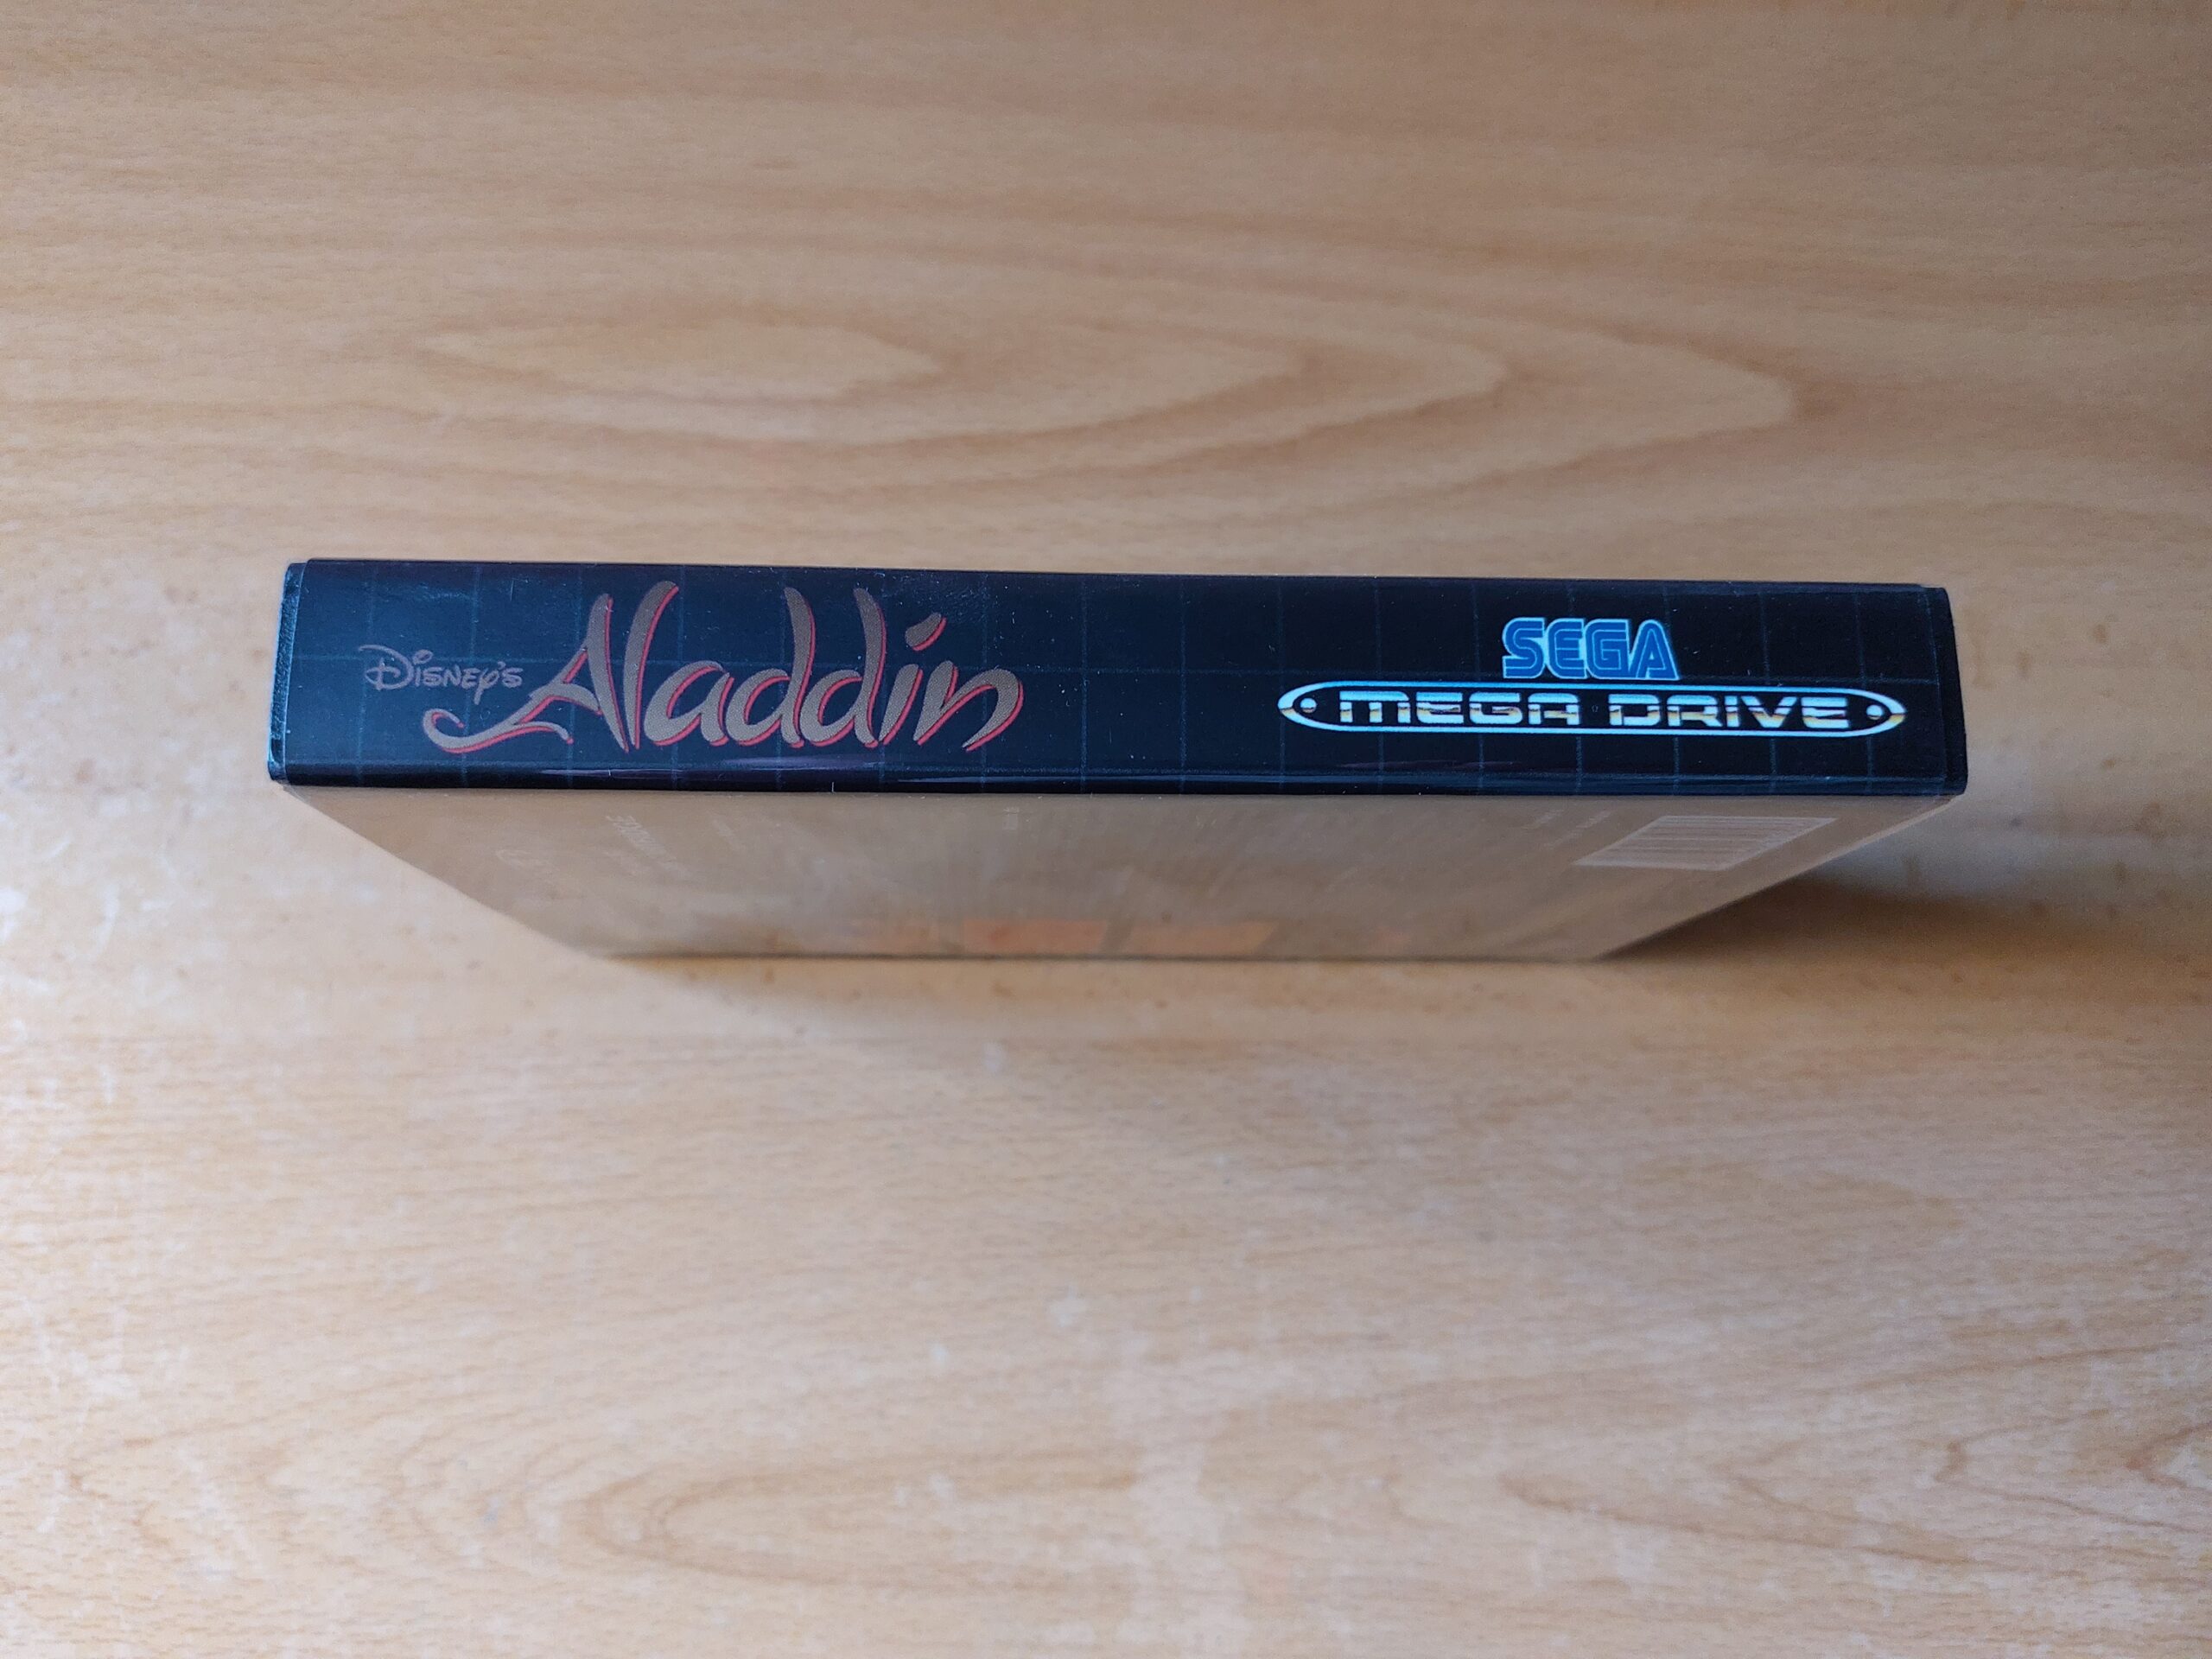 Disney's
Aladdin
SEGA
MEGA DRIVE